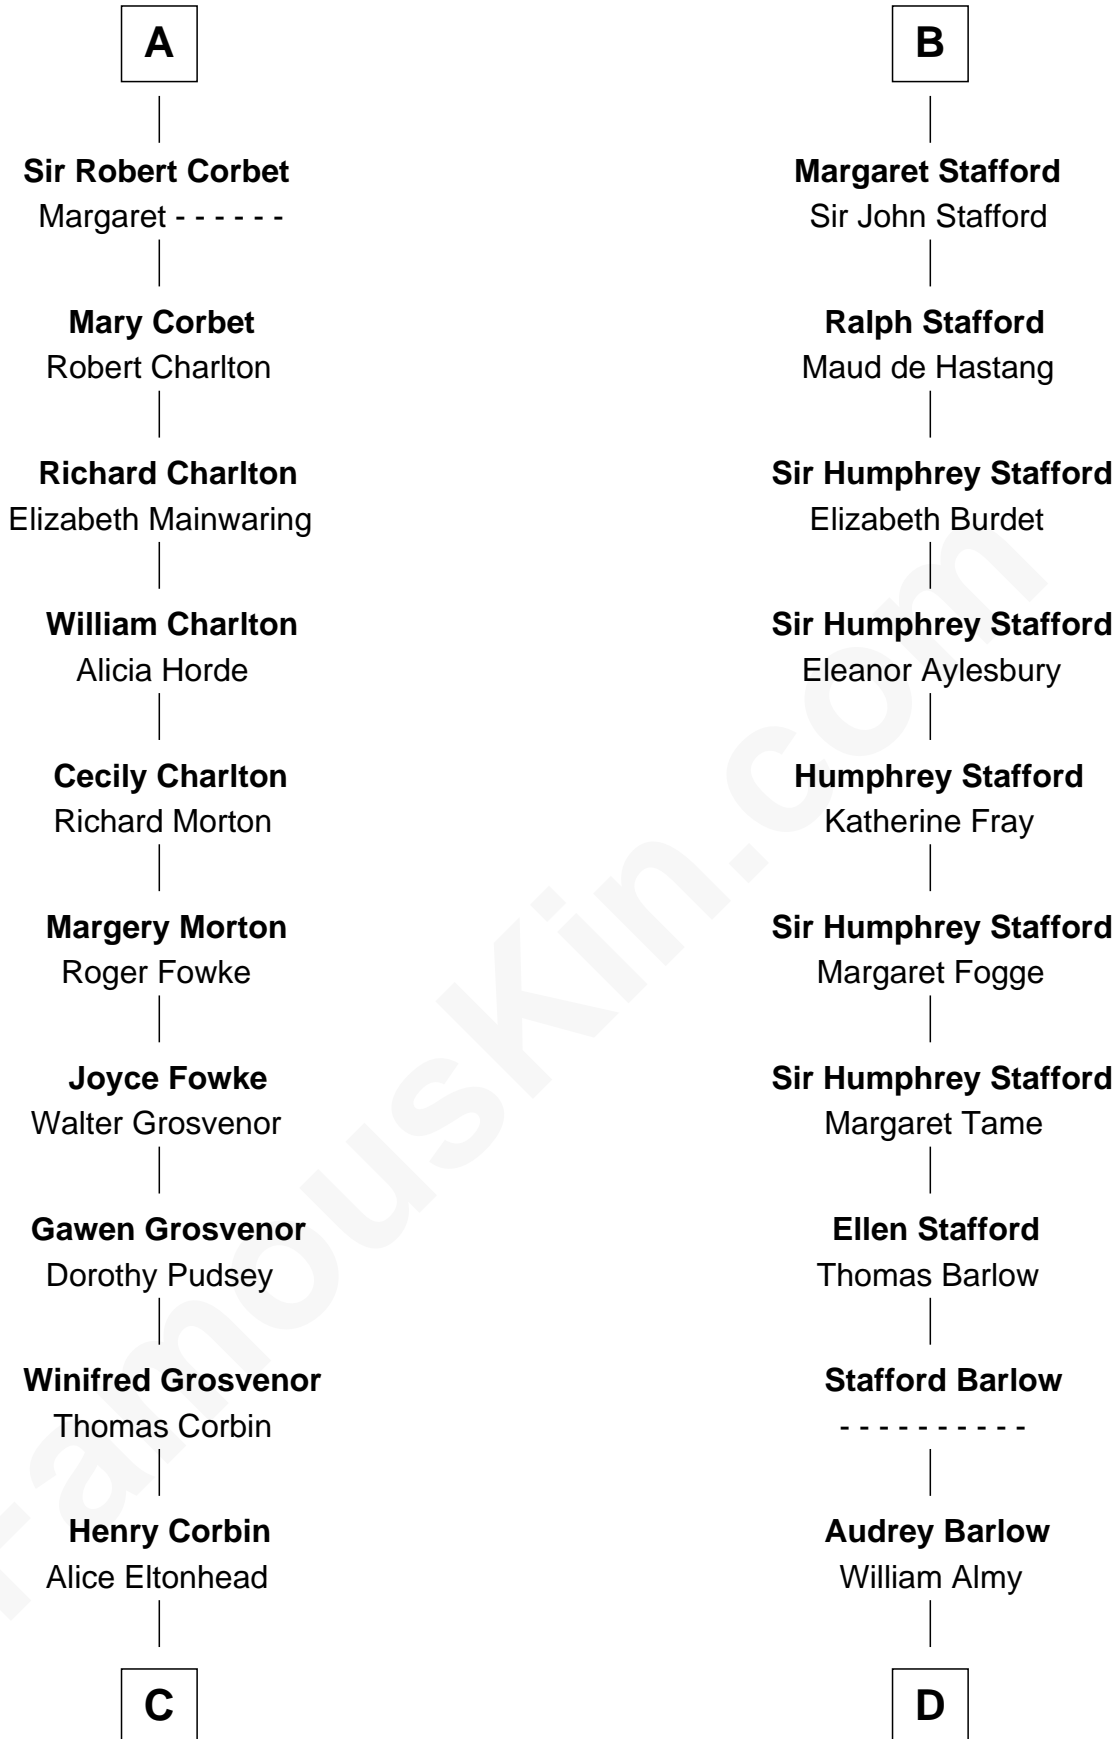 A
Sir Robert Corbet
Margaret - - - - - -
Mary Corbet
Robert Charlton
Richard Charlton
Elizabeth Mainwaring
William Charlton
Alicia Horde
Cecily Charlton
Richard Morton
Margery Morton
Roger Fowke
Joyce Fowke
Walter Grosvenor
Gawen Grosvenor
Dorothy Pudsey
Winifred Grosvenor
Thomas Corbin
Henry Corbin
Alice Eltonhead
C
B
Margaret Stafford
Sir John Stafford
Ralph Stafford
Maud de Hastang
Sir Humphrey Stafford
Elizabeth Burdet
Sir Humphrey Stafford
Eleanor Aylesbury
Humphrey Stafford
Katherine Fray
Sir Humphrey Stafford
Margaret Fogge
Sir Humphrey Stafford
Margaret Tame
Ellen Stafford
Thomas Barlow
Stafford Barlow
- - - - - - - - - -
Audrey Barlow
William Almy
D
FamousKin.com